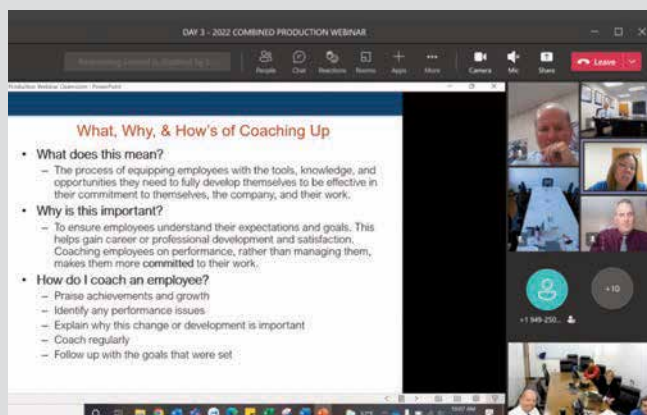 DAY 3 - 2022 COMBINED PRODUCTION WEBINAR
People
Chat
Reactions
Rooms
Apps
More
Camera
Mic
Share
Leave
What, Why, & How's of Coaching Up
• What does this mean?
– The process of equipping employees with the tools, knowledge, and
opportunities they need to fully develop themselves to be effective in
their commitment to themselves, the company, and their work.
• Why is this important?
– To ensure employees understand their expectations and goals. This
helps gain career or professional development and satisfaction.
Coaching employees on performance, rather than managing them,
makes them more committed to their work.
• How do I coach an employee?
– Praise achievements and growth
– Identify any performance issues
– Explain why this change or development is important
– Coach regularly
– Follow up with the goals that were set
+10
+1 949-250...
10:07 AM